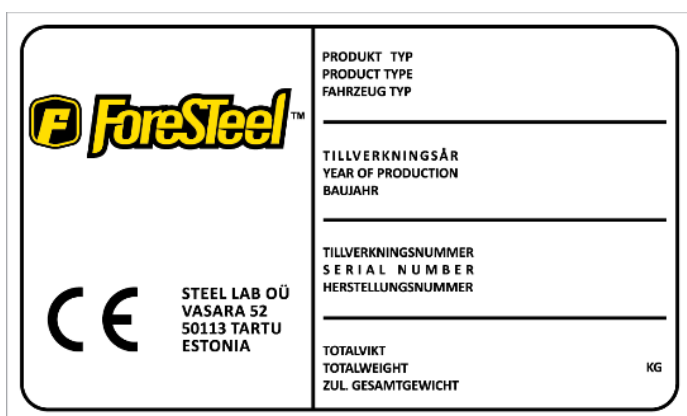 F ForeSTeel™
CE
STEEL LAB OÜ
VASARA 52
50113 TARTU
ESTONIA
PRODUKT TYP
PRODUCT TYPE
FAHRZEUG TYP
TILLVERKNINGSÅR
YEAR OF PRODUCTION
BAUJAHR
TILLVERKNINGSNUMMER
SERIAL NUMBER
HERSTELLUNGSNUMMER
TOTALVIKT
TOTALWEIGHT KG
ZUL. GESAMTGEWICHT